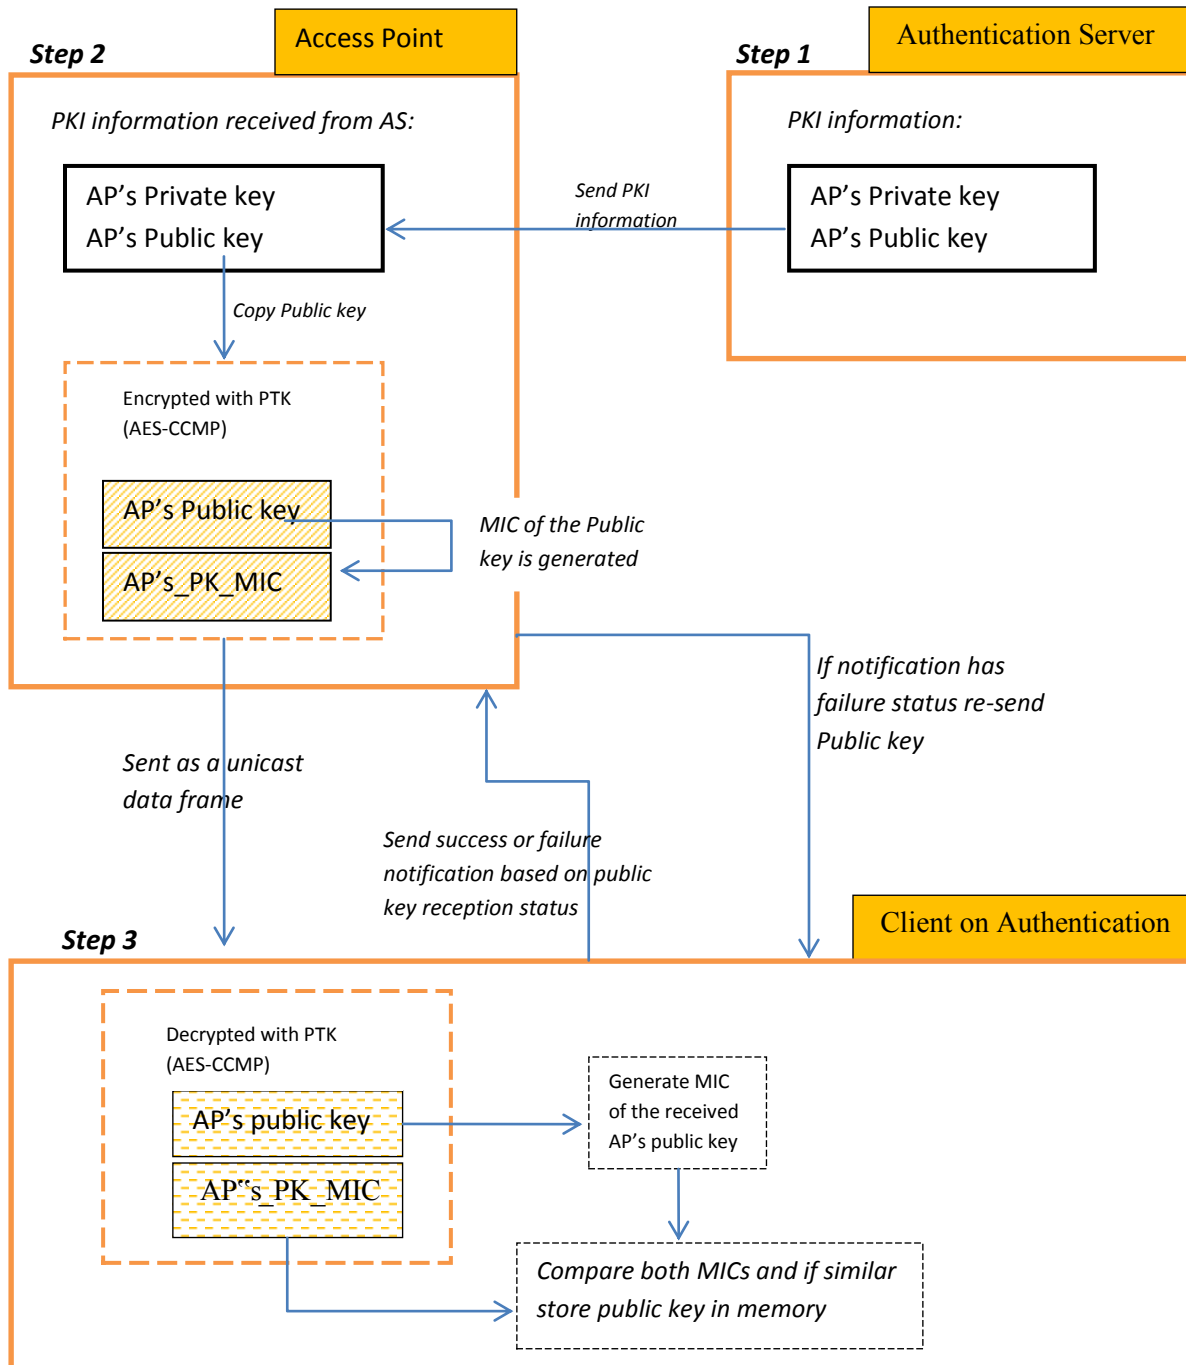 Access Point
Step 2
PKI information received from AS:
AP’s Private key
AP’s Public key
Copy Public key
Encrypted with PTK
(AES-CCMP)
AP’s Public key
AP’s_PK_MIC
MIC of the Public
key is generated
Authentication Server
Step 1
PKI information:
AP’s Private key
AP’s Public key
Send PKI
information
Sent as a unicast
data frame
Send success or failure
notification based on public
key reception status
If notification has
failure status re-send
Public key
Client on Authentication
Step 3
Decrypted with PTK
(AES-CCMP)
AP’s public key
AP‟s_PK_MIC
Generate MIC
of the received
AP’s public key
Compare both MICs and if similar
store public key in memory